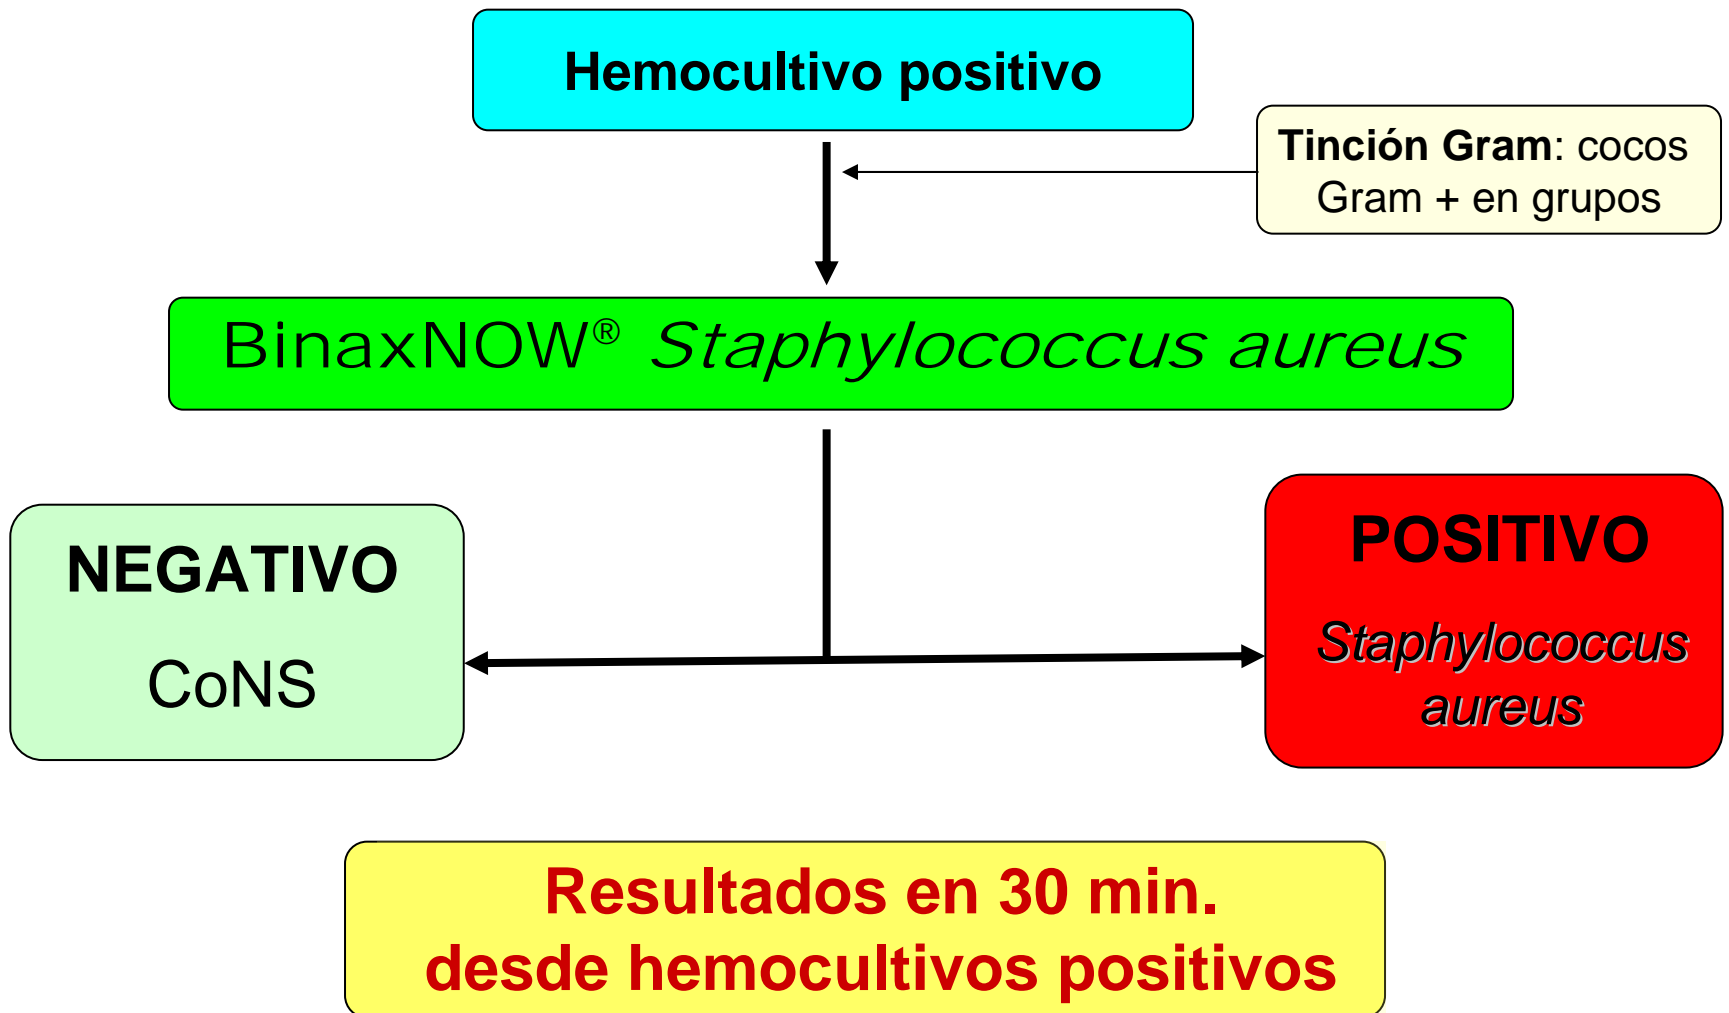 Hemocultivo positivo
Tinción Gram: cocos
Gram + en grupos
BinaxNOW® Staphylococcus aureus
NEGATIVO
CoNS
POSITIVO
Staphylococcus
aureus
Resultados en 30 min.
desde hemocultivos positivos